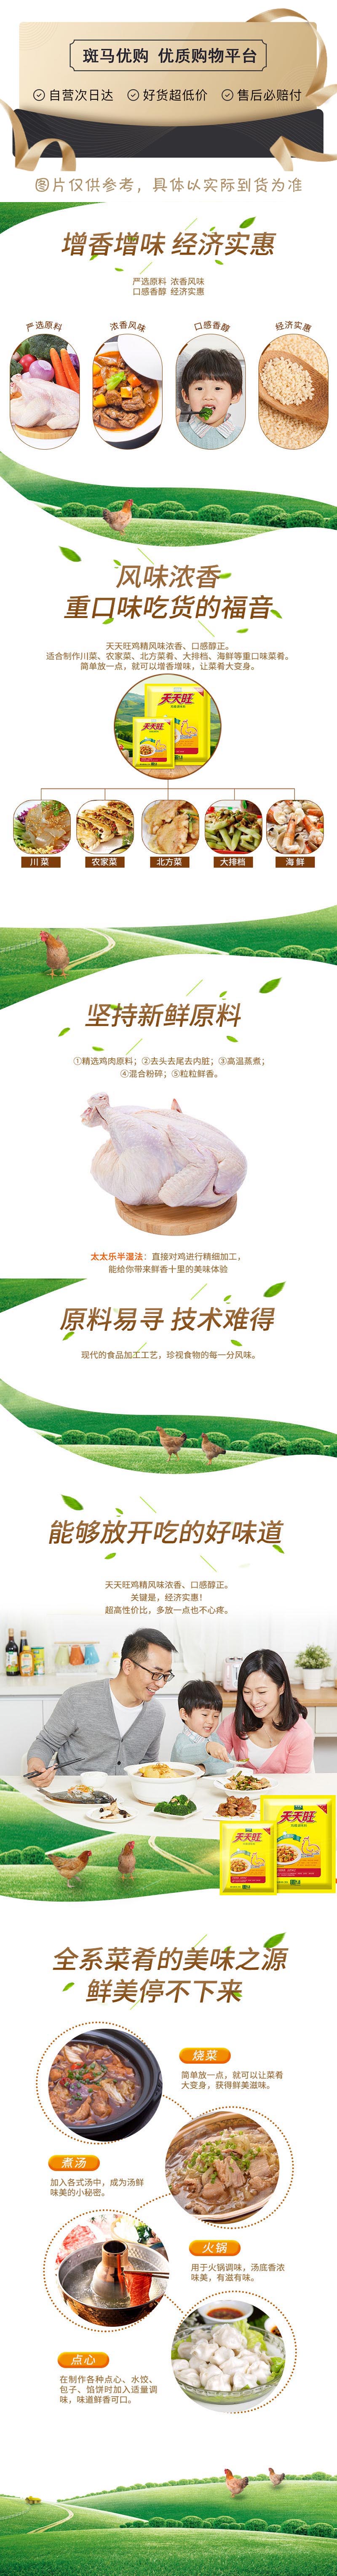 斑马优购 优质购物平台
自营次日达 好货超低价 售后必赔付
图片仅供参考，具体以实际到货为准
增香增味 经济实惠
严选原料 浓香风味
口感香醇 经济实惠
严选原料 浓香风味 口感香醇 经济实惠
风味浓香
重口味吃货的福音
天天旺鸡精风味浓香、口感醇正。
适合制作川菜、农家菜、北方菜肴、大排档、海鲜等重口味菜肴。
简单放一点，就可以增香增味，让菜肴大变身。
天天旺
天天旺
川菜 农家菜 北方菜 大排档 海鲜
坚持新鲜原料
①精选鸡肉原料；②去头去尾去内脏；③高温蒸煮；
④混合粉碎；⑤粒粒鲜香。
太太乐半湿法：直接对鸡进行精细加工，
能给你带来鲜香十里的美味体验
原料易寻 技术难得
现代的食品加工工艺，珍视食物的每一分风味。
能够放开吃的好味道
天天旺鸡精风味浓香、口感醇正。
关键是，经济实惠！
超高性价比，多放一点也不心疼。
天天旺
天天旺
全系菜肴的美味之源
鲜美停不下来
烧菜
简单放一点，就可以让菜肴
大变身，获得鲜美滋味。
煮汤
加入各式汤中，成为汤鲜
味美的小秘密。
火锅
用于火锅调味，汤底香浓
味美，有滋有味。
点心
在制作各种点心、水饺、
包子、馅饼时加入适量调
味，味道鲜香可口。